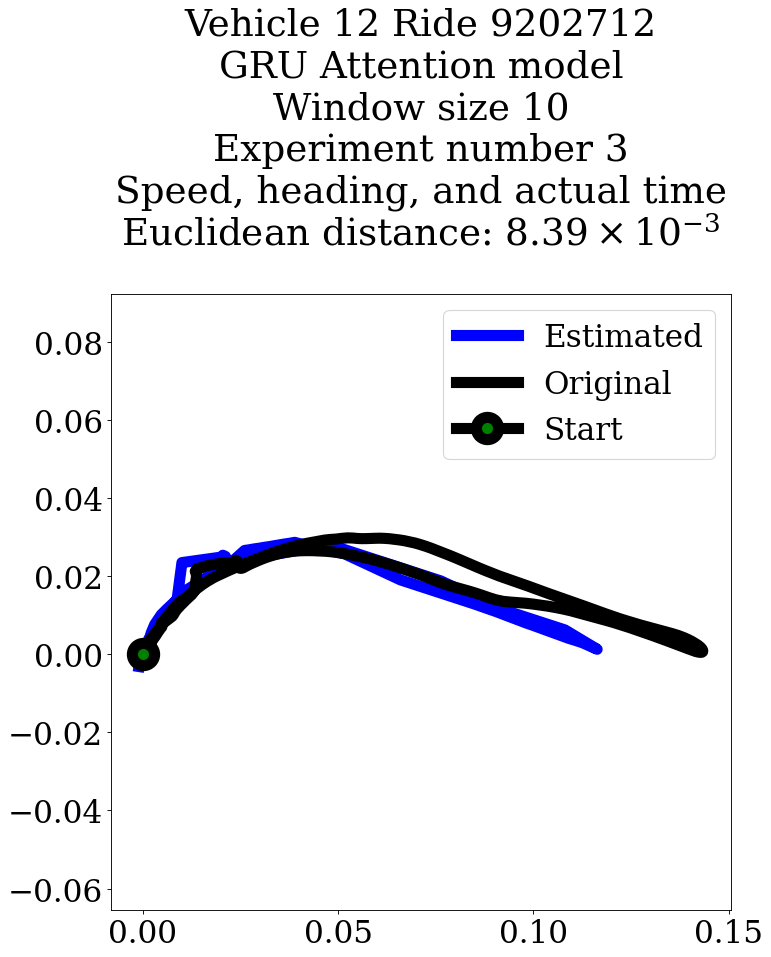 Vehicle 12 Ride 9202712
GRU Attention model
Window size 10
Experiment number 3
Speed, heading, and actual time
Euclidean distance: 8.39 × 10⁻³
Estimated
Original
Start
0.08
0.06
0.04
0.02
0.00
−0.02
−0.04
−0.06
0.00 0.05 0.10 0.15